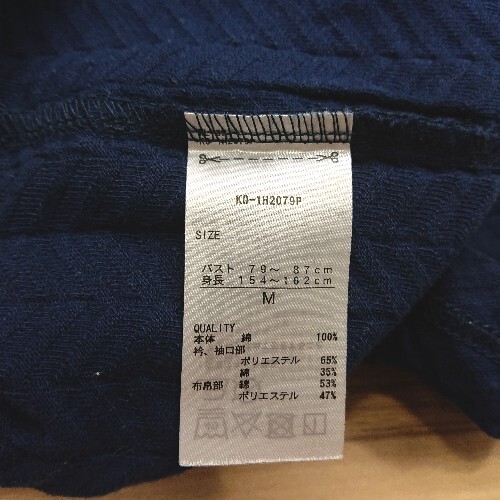 KQ-1H2079P
SIZE
バスト 79～ 87cm
身長 154～162cm
M
QUALITY
本体 綿 100%
衿、袖口部
ポリエステル 65%
綿 35%
布帛部 綿 53%
ポリエステル 47%